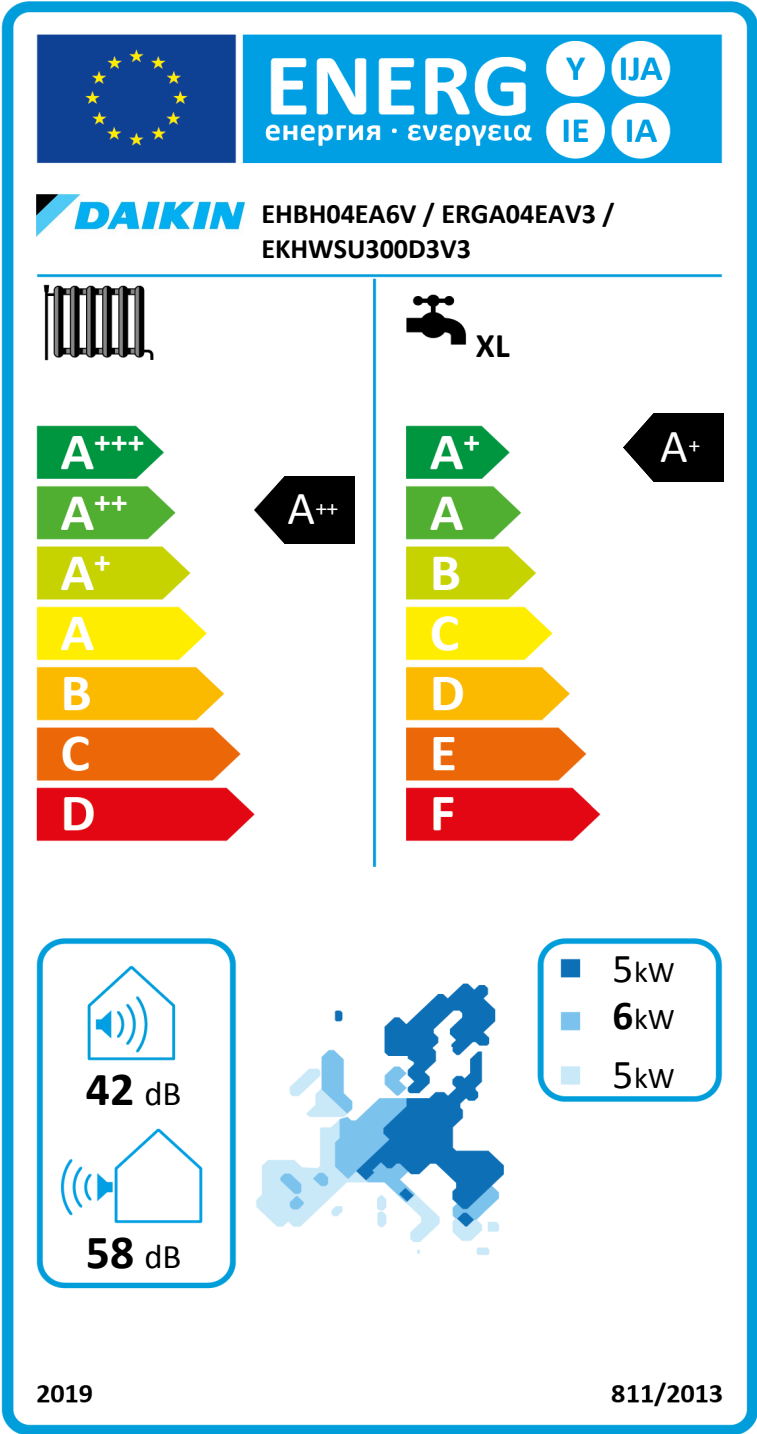 ENERG
енергия · ενεργεια
Y IJA
IE IA
DAIKIN
EHBH04EA6V / ERGA04EAV3 /
EKHWSU300D3V3
XL
A+++
A++
A+
A
B
C
D
A++
A+
A
B
C
D
E
F
A+
42 dB
58 dB
5kW
6kW
5kW
2019
811/2013